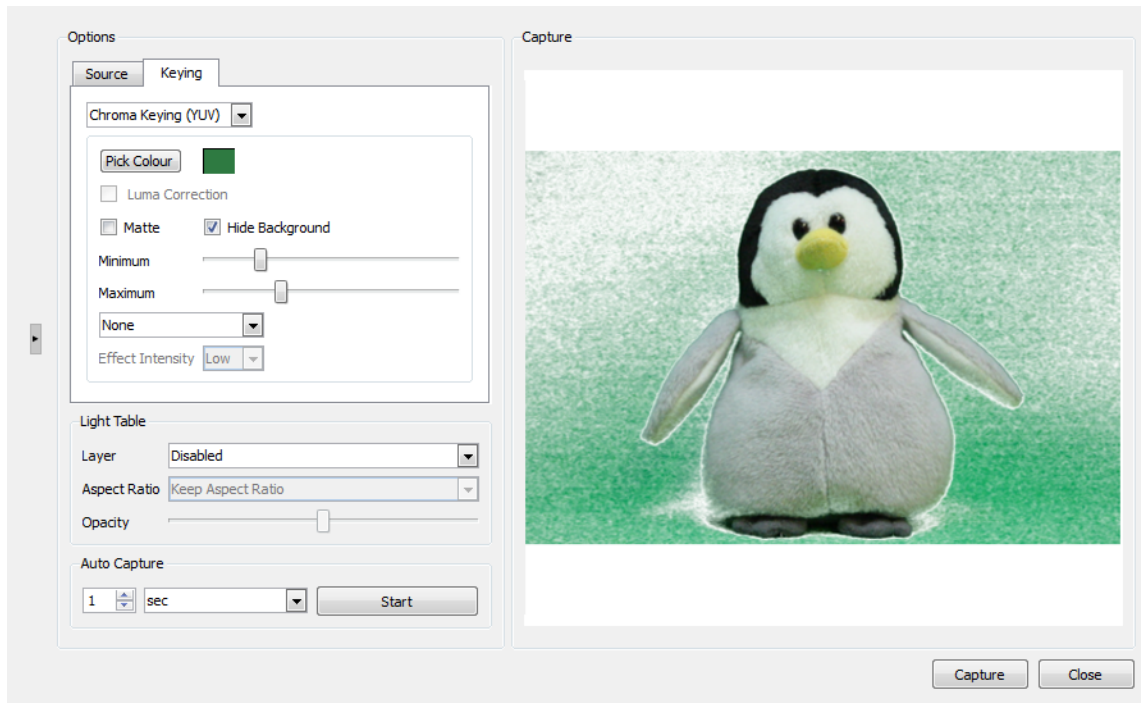 Options
Source
Keying
Chroma Keying (YUV)
Pick Colour
Luma Correction
Matte
Hide Background
Minimum
Maximum
None
Effect Intensity Low
Light Table
Layer Disabled
Aspect Ratio Keep Aspect Ratio
Opacity
Auto Capture
1 sec Start
Capture
Capture Close